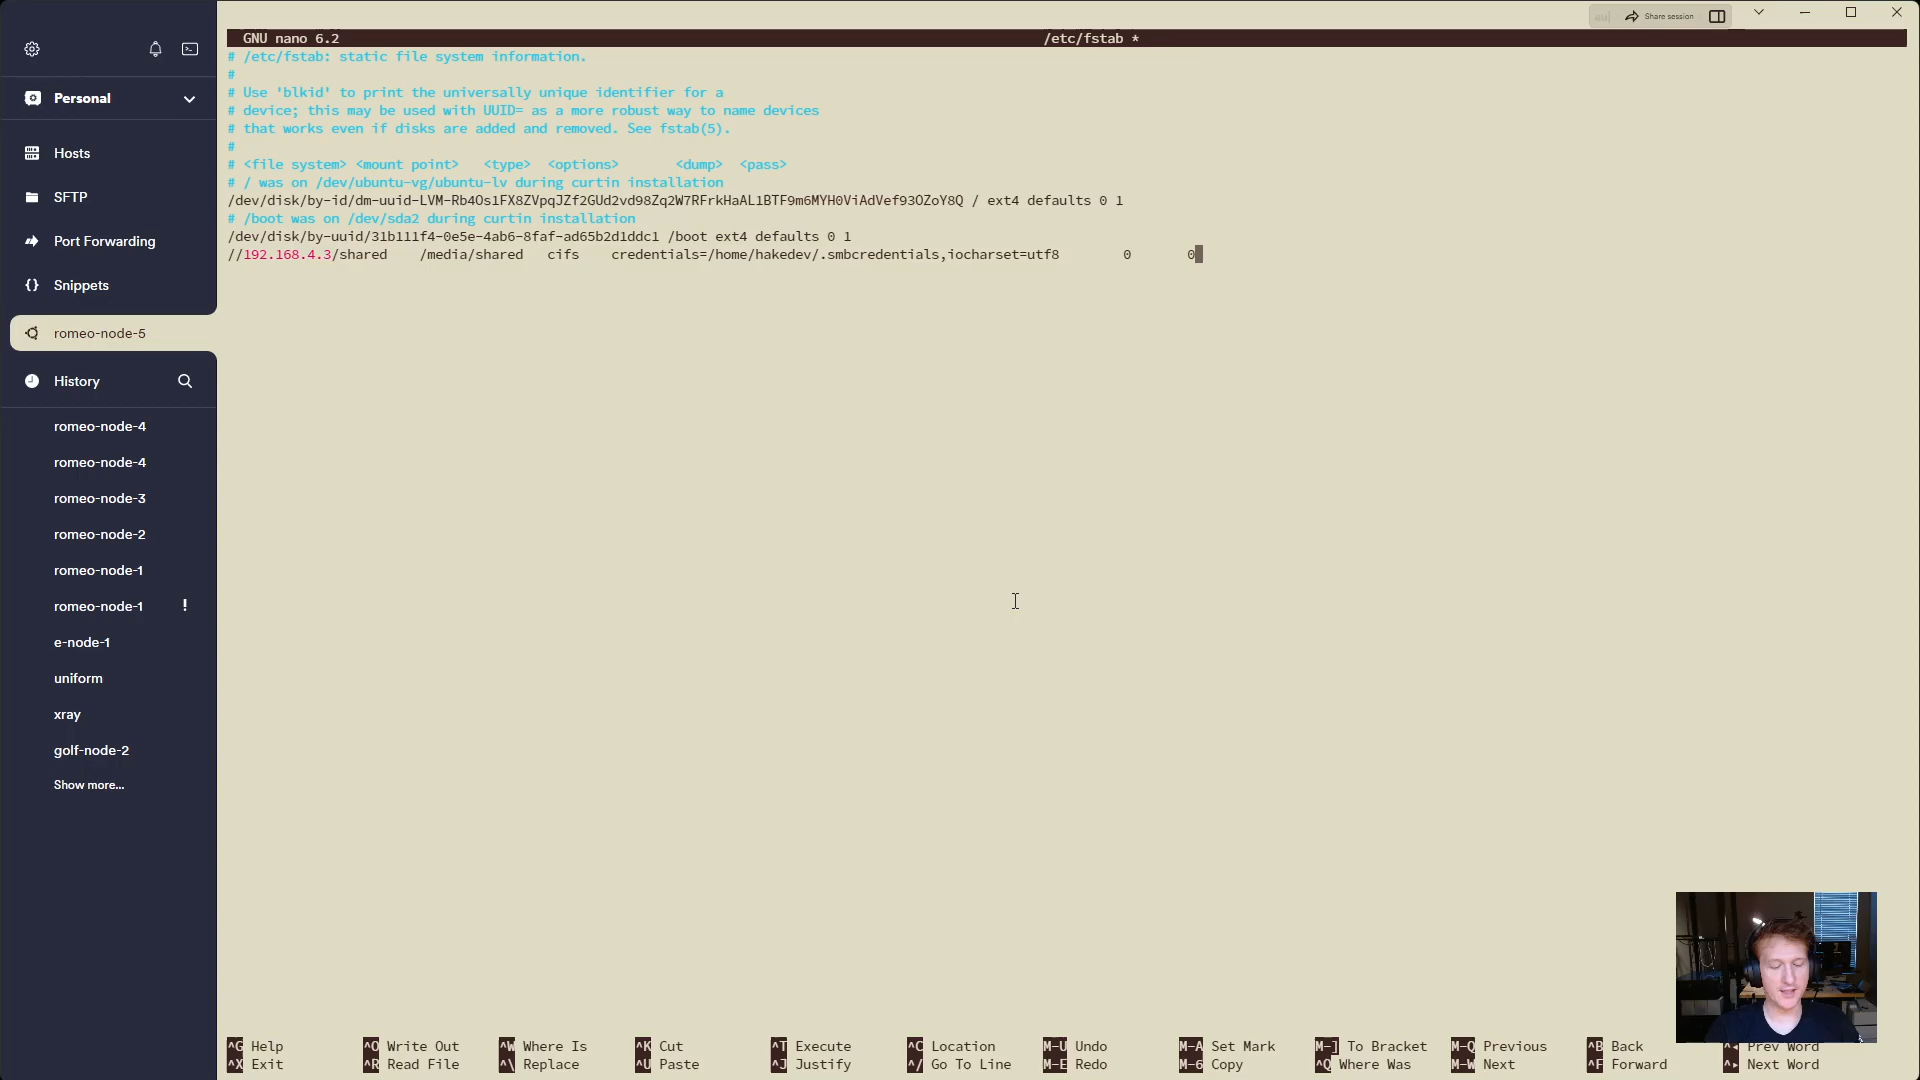 Share session
Personal
Hosts
SFTP
Port Forwarding
Snippets
romeo-node-5
History
romeo-node-4
romeo-node-4
romeo-node-3
romeo-node-2
romeo-node-1
romeo-node-1 !
e-node-1
uniform
xray
golf-node-2
Show more...
GNU nano 6.2 /etc/fstab *
# /etc/fstab: static file system information.
#
# Use 'blkid' to print the universally unique identifier for a
# device; this may be used with UUID= as a more robust way to name devices
# that works even if disks are added and removed. See fstab(5).
#
# <file system> <mount point> <type> <options> <dump> <pass>
# / was on /dev/ubuntu-vg/ubuntu-lv during curtin installation
/dev/disk/by-id/dm-uuid-LVM-Rb4Os1FX8ZVpqJZf2GUd2vd98Zq2W7RFrkHaAL1BTF9m6MYH0ViAdVef93OZoY8Q / ext4 defaults 0 1
# /boot was on /dev/sda2 during curtin installation
/dev/disk/by-uuid/31b111f4-0e5e-4ab6-8faf-ad65b2d1ddc1 /boot ext4 defaults 0 1
//192.168.4.3/shared /media/shared cifs credentials=/home/hakedev/.smbcredentials,iocharset=utf8 0 0
^G Help ^O Write Out ^W Where Is ^K Cut ^T Execute ^C Location M-U Undo M-A Set Mark M-] To Bracket M-Q Previous ^B Back ^◂ Prev Word
^X Exit ^R Read File ^\ Replace ^U Paste ^J Justify ^/ Go To Line M-E Redo M-6 Copy ^Q Where Was M-W Next ^F Forward ^▸ Next Word